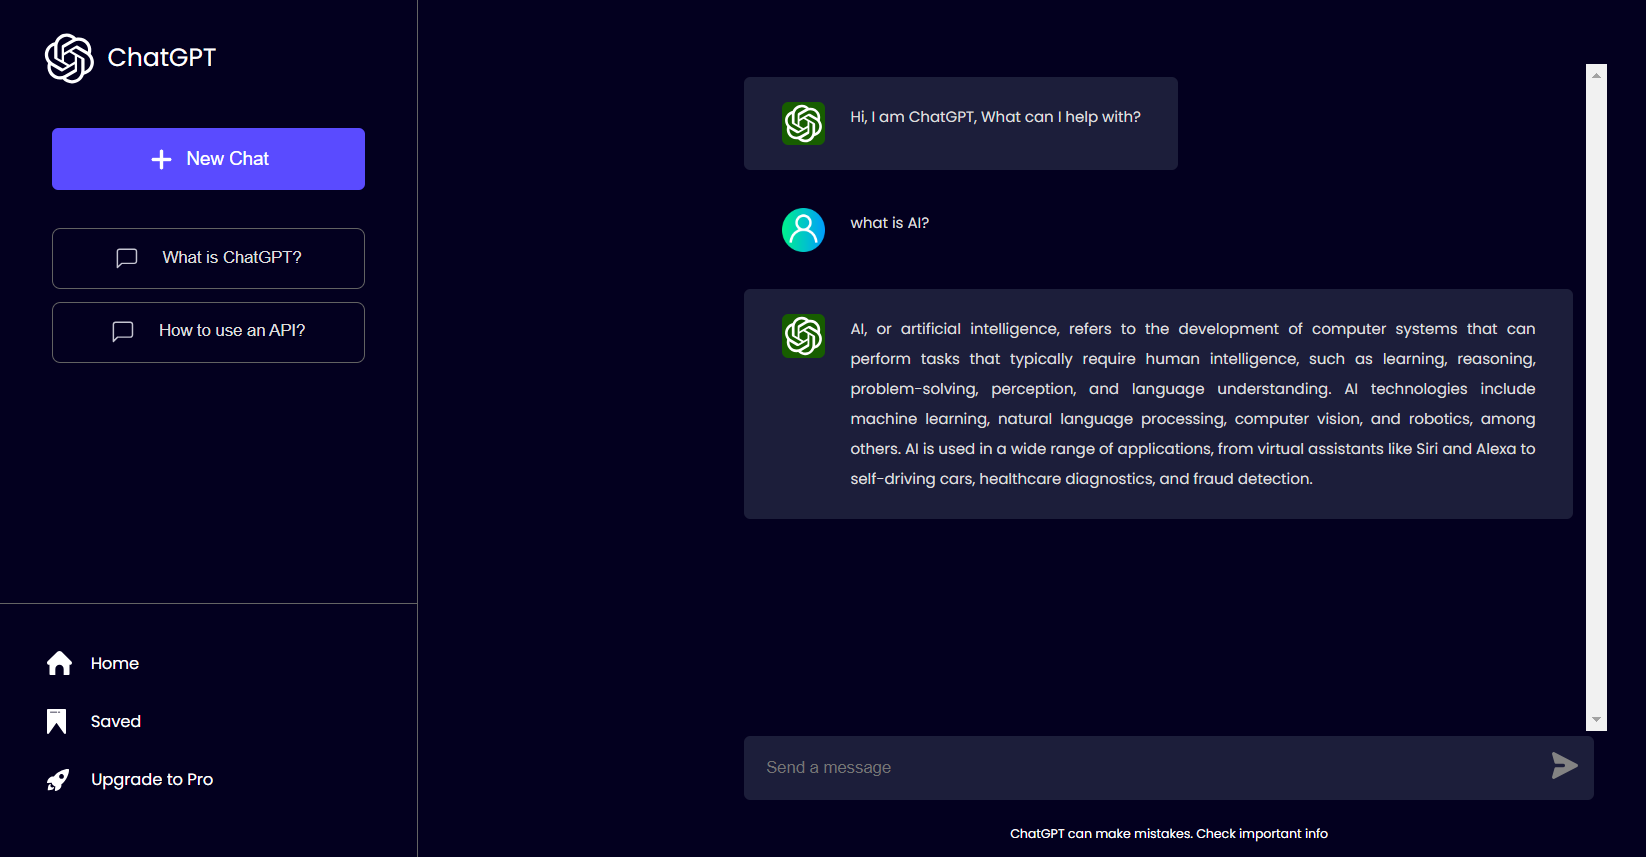 ChatGPT
New Chat
What is ChatGPT?
How to use an API?
Home
Saved
Upgrade to Pro
Hi, I am ChatGPT, What can I help with?
what is AI?
AI, or artificial intelligence, refers to the development of computer systems that can
perform tasks that typically require human intelligence, such as learning, reasoning,
problem-solving, perception, and language understanding. AI technologies include
machine learning, natural language processing, computer vision, and robotics, among
others. AI is used in a wide range of applications, from virtual assistants like Siri and Alexa to
self-driving cars, healthcare diagnostics, and fraud detection.
Send a message
ChatGPT can make mistakes. Check important info